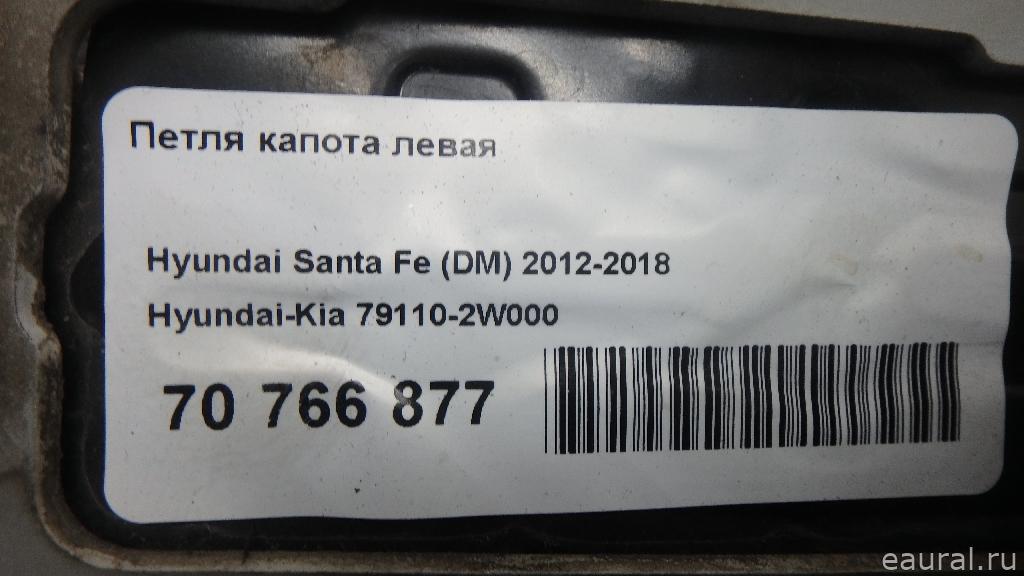 Петля капота левая
Hyundai Santa Fe (DM) 2012-2018
Hyundai-Kia 79110-2W000
70 766 877
eaural.ru